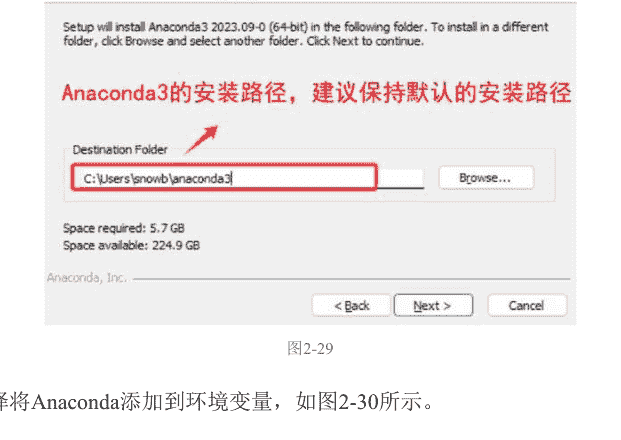 Setup will install Anaconda3 2023.09-0 (64-bit) in the following folder. To install in a different
folder, click Browse and select another folder. Click Next to continue.
Anaconda3的安装路径，建议保持默认的安装路径
Destination Folder
C:\Users\snowb\anaconda3
Browse...
Space required: 5.7 GB
Space available: 224.9 GB
Anaconda, Inc.
< Back
Next >
Cancel
图2-29
择将Anaconda添加到环境变量，如图2-30所示。